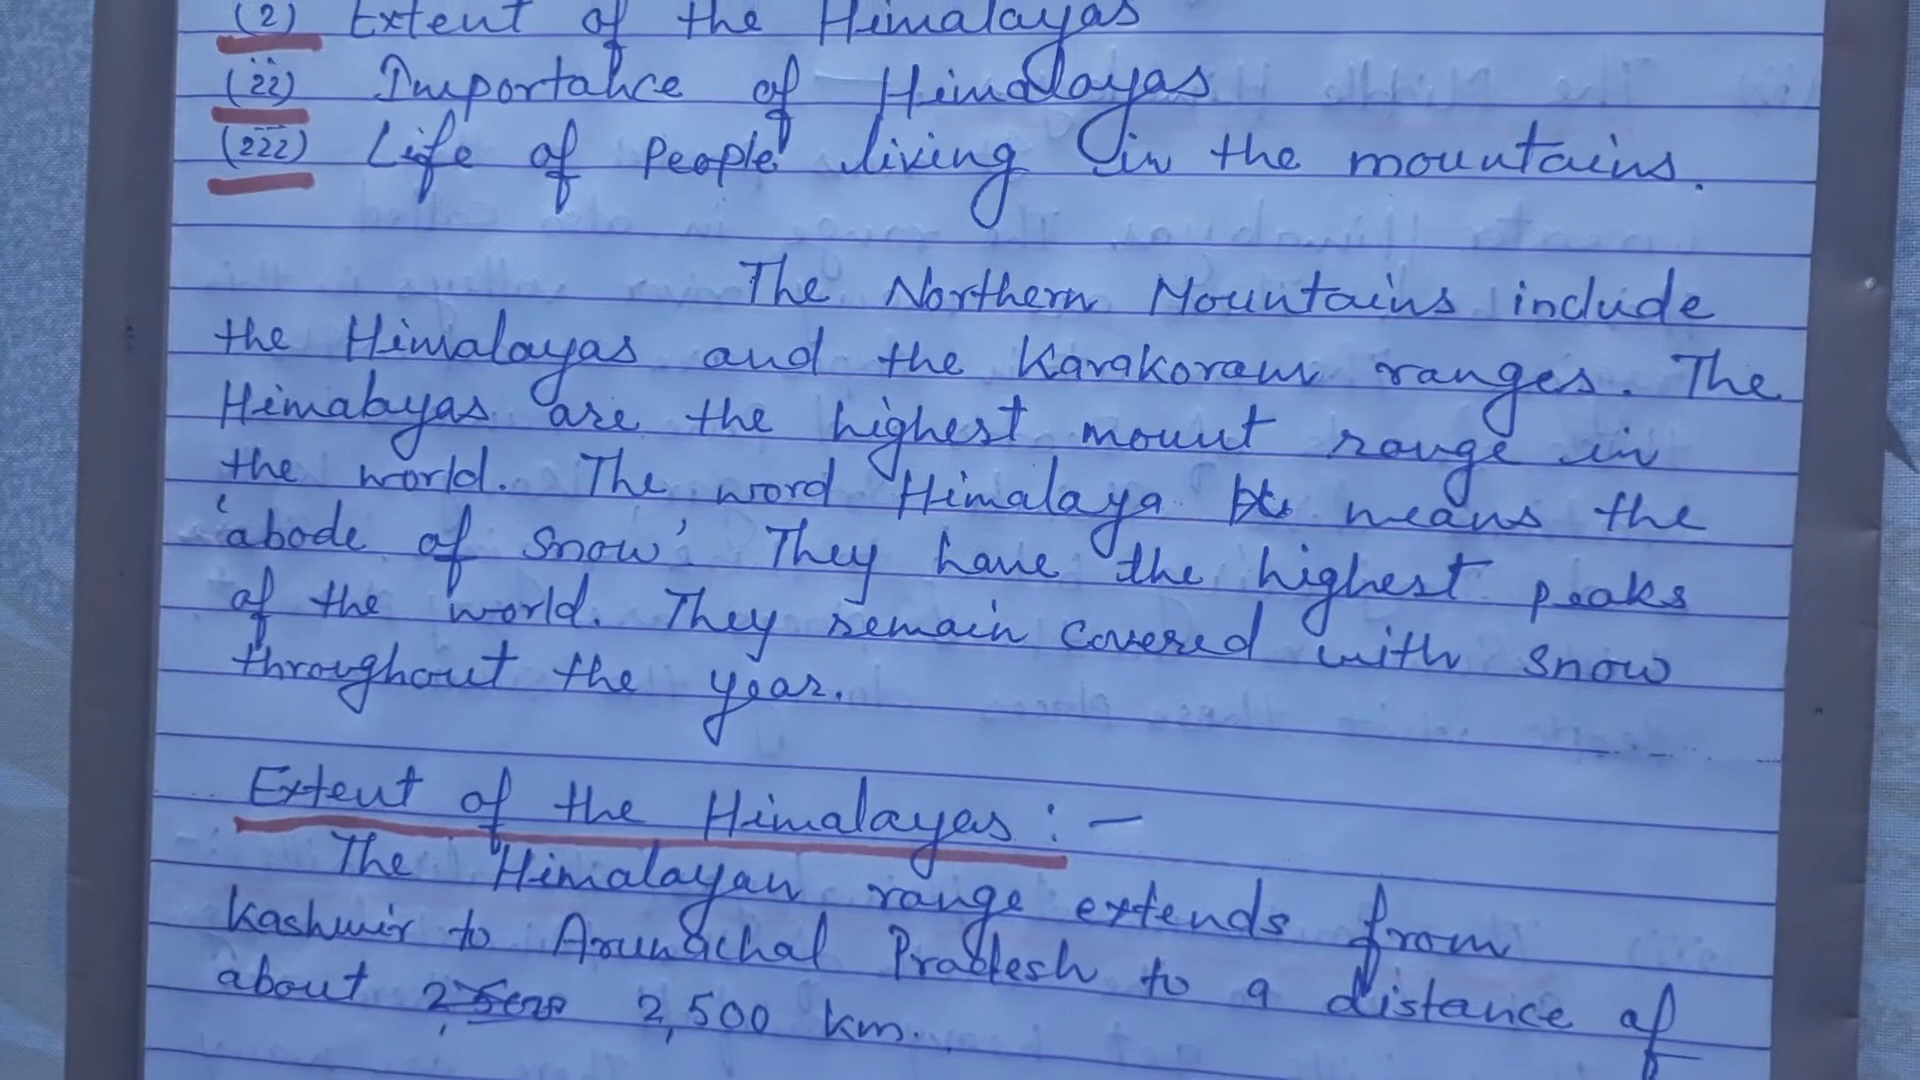 (i) Extent of the Himalayas
(ii) Importance of Himalayas
(iii) Life of People living in the mountains.
The Northern Mountains include
the Himalayas and the Karakoram ranges. The
Himalayas are the highest mount range in
the world. The word Himalaya means the
'abode of snow'. They have the highest peaks
of the world. They remain covered with snow
throughout the year.
Extent of the Himalayas :-
The Himalayan range extends from
Kashmir to Arunachal Pradesh to a distance of
about 2,500 km.